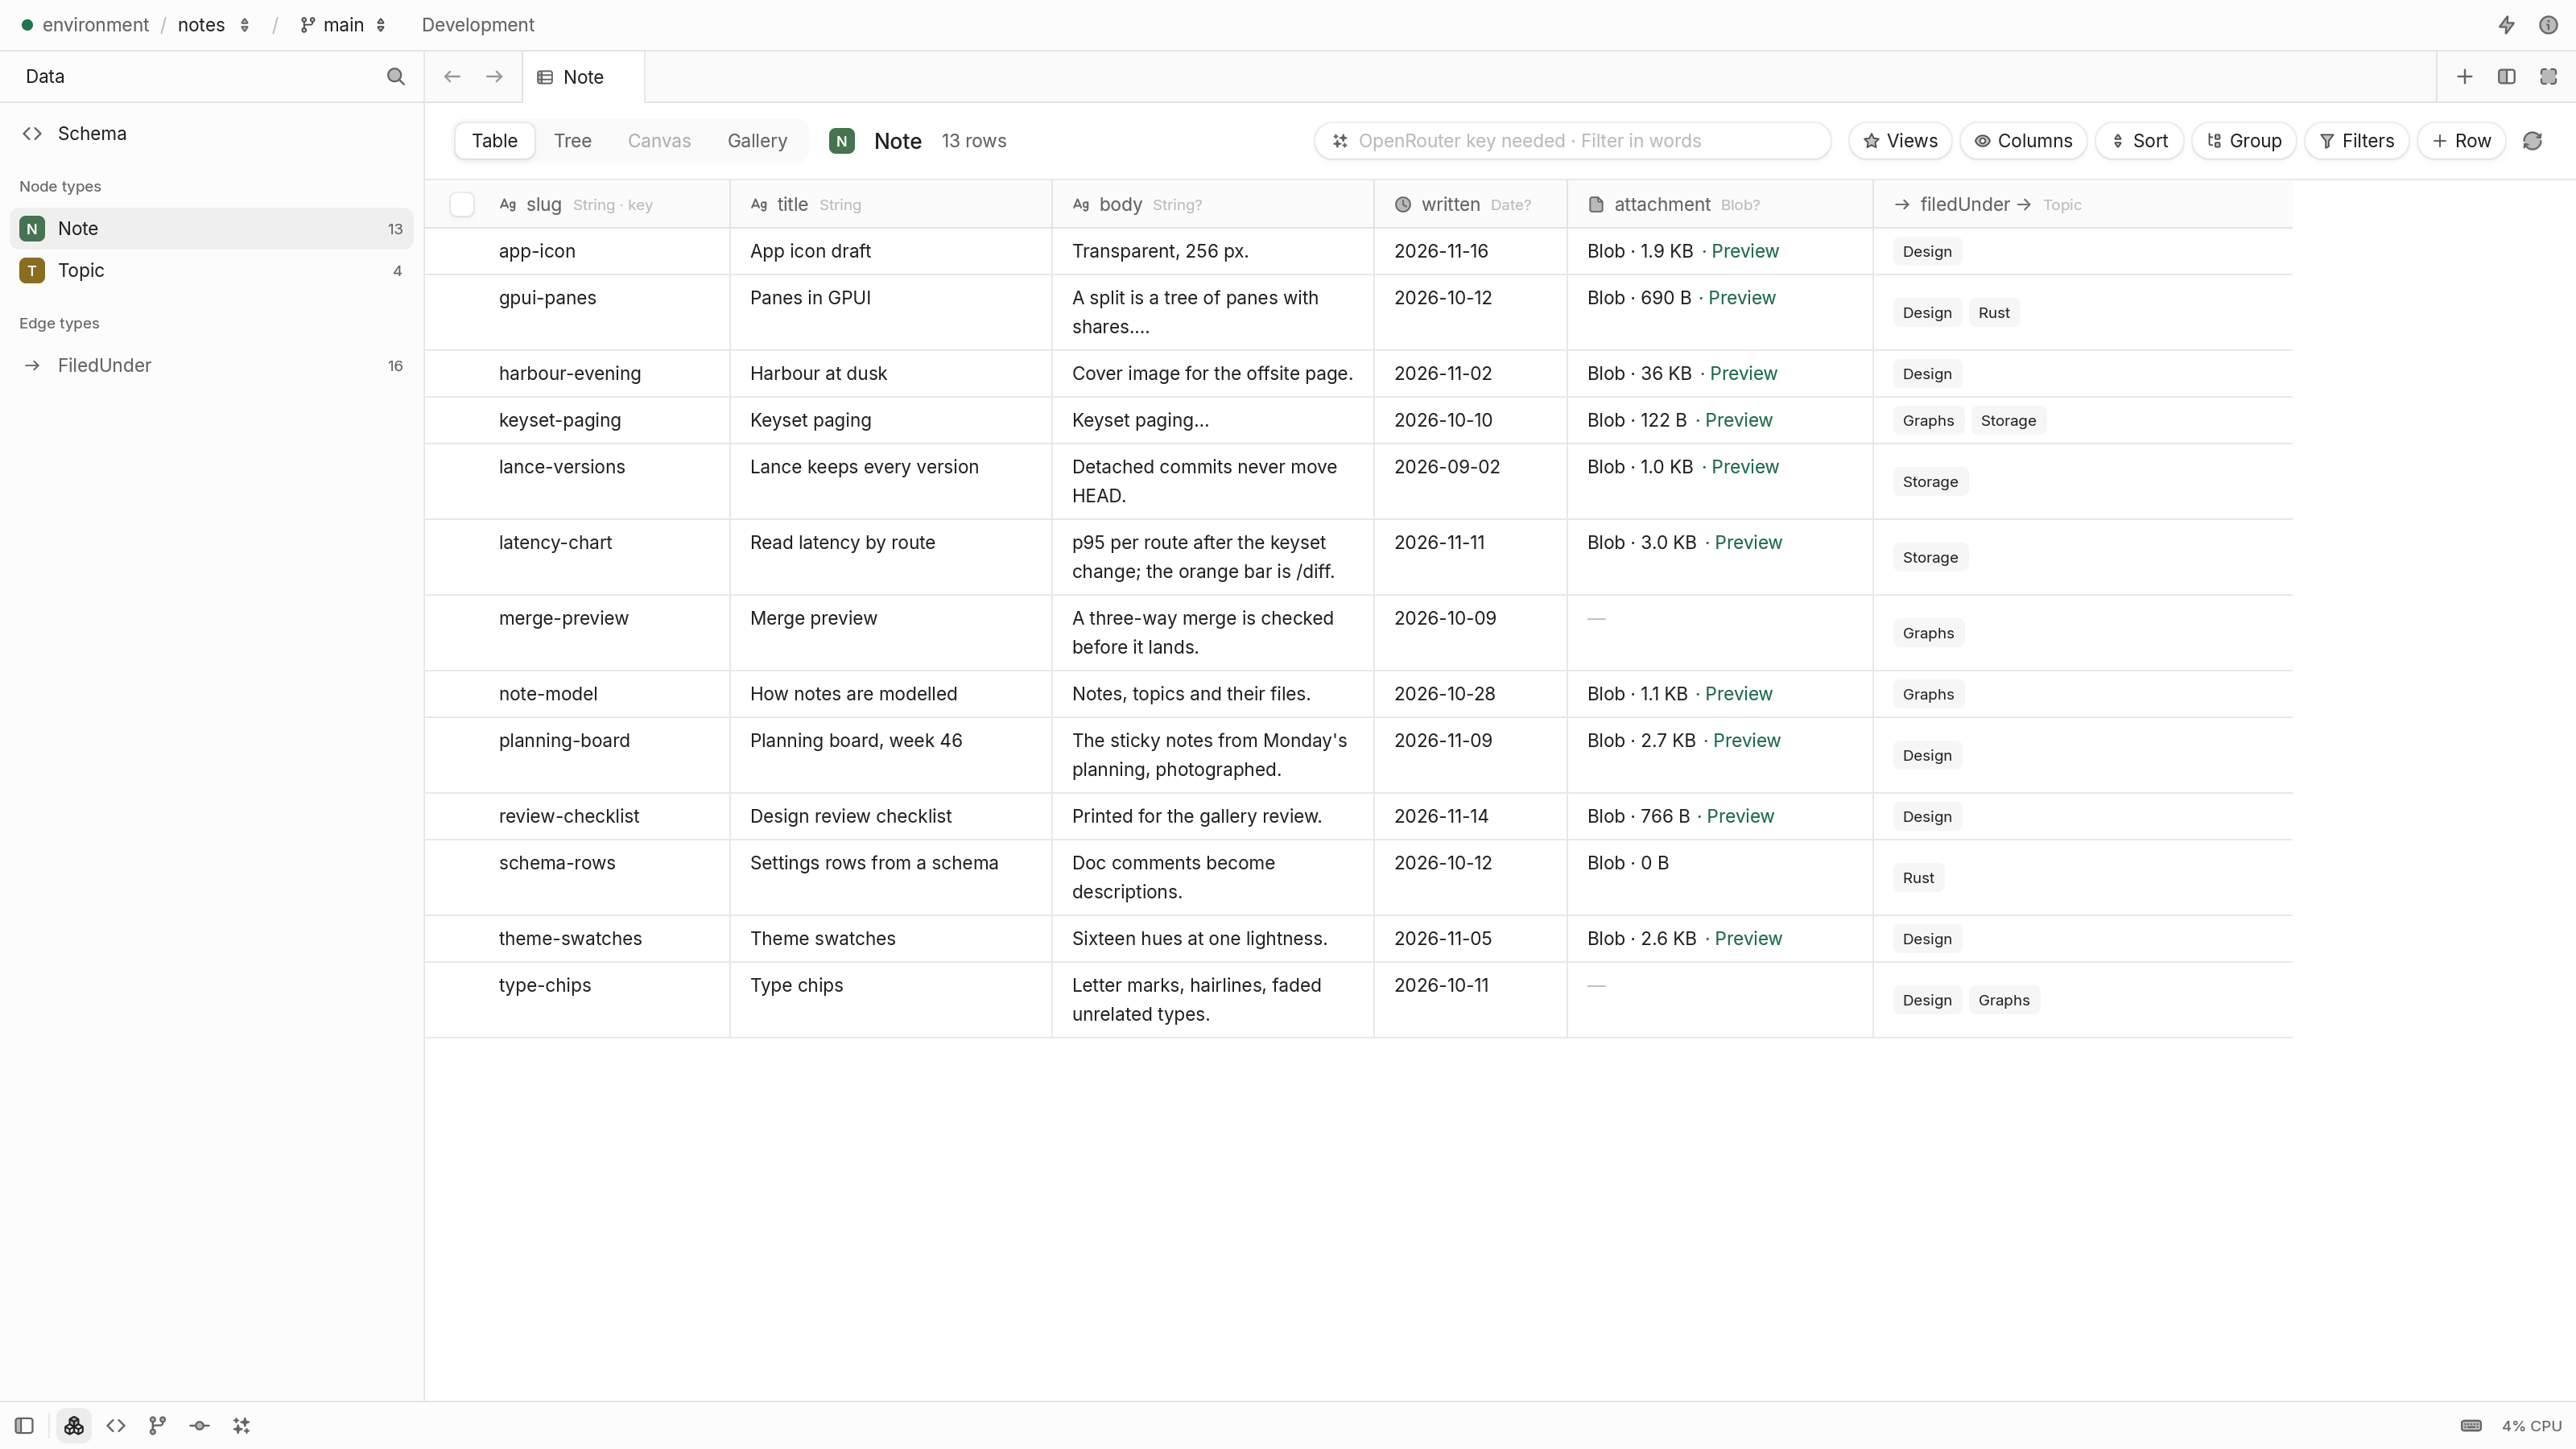 environment / notes / main Development
Data
Note
Schema
Node types
N Note 13
T Topic 4
Edge types
FiledUnder 16
Table Tree Canvas Gallery N Note 13 rows OpenRouter key needed · Filter in words Views Columns Sort Group Filters Row
Ag slug String · key Ag title String Ag body String? written Date? attachment Blob? → filedUnder → Topic
app-icon App icon draft Transparent, 256 px. 2026-11-16 Blob · 1.9 KB · Preview Design
gpui-panes Panes in GPUI A split is a tree of panes with 2026-10-12 Blob · 690 B · Preview Design Rust
shares....
harbour-evening Harbour at dusk Cover image for the offsite page. 2026-11-02 Blob · 36 KB · Preview Design
keyset-paging Keyset paging Keyset paging... 2026-10-10 Blob · 122 B · Preview Graphs Storage
lance-versions Lance keeps every version Detached commits never move 2026-09-02 Blob · 1.0 KB · Preview Storage
HEAD.
latency-chart Read latency by route p95 per route after the keyset 2026-11-11 Blob · 3.0 KB · Preview Storage
change; the orange bar is /diff.
merge-preview Merge preview A three-way merge is checked 2026-10-09 — Graphs
before it lands.
note-model How notes are modelled Notes, topics and their files. 2026-10-28 Blob · 1.1 KB · Preview Graphs
planning-board Planning board, week 46 The sticky notes from Monday's 2026-11-09 Blob · 2.7 KB · Preview Design
planning, photographed.
review-checklist Design review checklist Printed for the gallery review. 2026-11-14 Blob · 766 B · Preview Design
schema-rows Settings rows from a schema Doc comments become 2026-10-12 Blob · 0 B Rust
descriptions.
theme-swatches Theme swatches Sixteen hues at one lightness. 2026-11-05 Blob · 2.6 KB · Preview Design
type-chips Type chips Letter marks, hairlines, faded 2026-10-11 — Design Graphs
unrelated types.
4% CPU